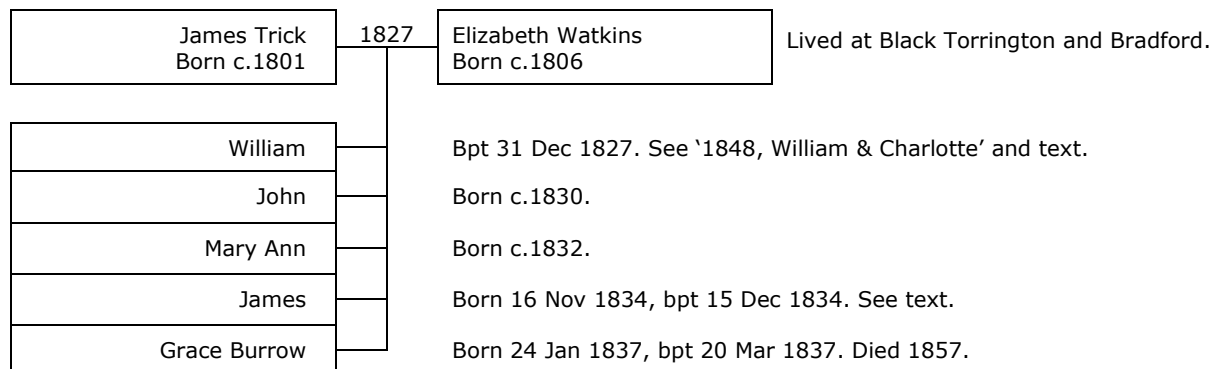 James Trick 1827 Elizabeth Watkins Lived at Black Torrington and Bradford.
Born c.1801 Born c.1806
William Bpt 31 Dec 1827. See ‘1848, William & Charlotte’ and text.
John Born c.1830.
Mary Ann Born c.1832.
James Born 16 Nov 1834, bpt 15 Dec 1834. See text.
Grace Burrow Born 24 Jan 1837, bpt 20 Mar 1837. Died 1857.